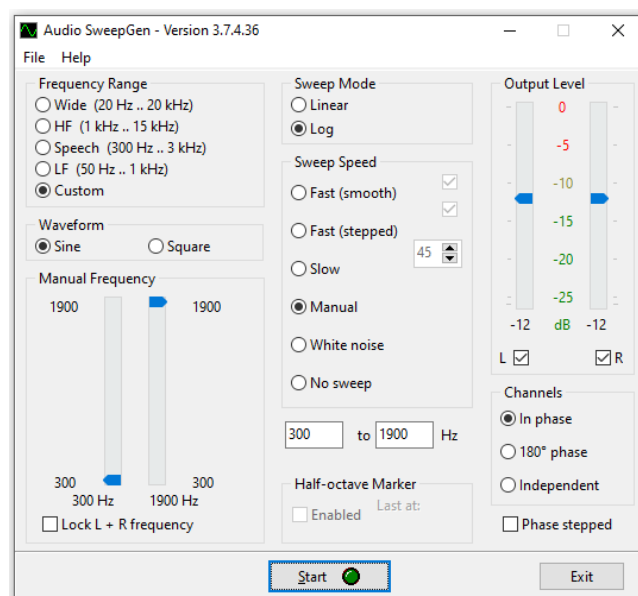 Audio SweepGen - Version 3.7.4.36
File Help
Frequency Range
Wide (20 Hz .. 20 kHz)
HF (1 kHz .. 15 kHz)
Speech (300 Hz .. 3 kHz)
LF (50 Hz .. 1 kHz)
Custom
Waveform
Sine Square
Manual Frequency
1900 1900
300 300
300 Hz 1900 Hz
Lock L + R frequency
Sweep Mode
Linear
Log
Sweep Speed
Fast (smooth)
Fast (stepped)
45
Slow
Manual
White noise
No sweep
300 to 1900 Hz
Half-octave Marker
Enabled Last at:
Output Level
0
-5
-10
-15
-20
-25
-12 dB -12
L R
Channels
In phase
180° phase
Independent
Phase stepped
Start Exit